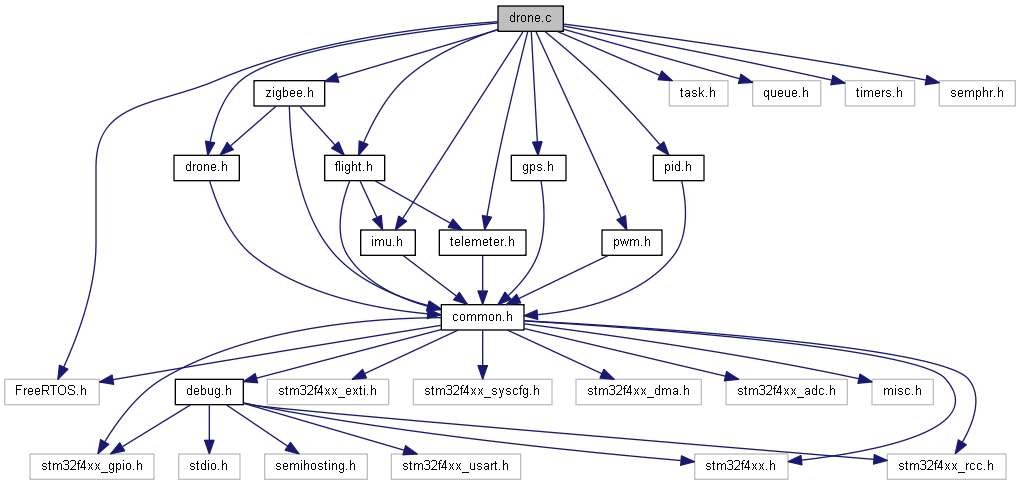 drone.c
zigbee.h
task.h
queue.h
timers.h
semphr.h
drone.h
flight.h
gps.h
pid.h
imu.h
telemeter.h
pwm.h
common.h
FreeRTOS.h
debug.h
stm32f4xx_exti.h
stm32f4xx_syscfg.h
stm32f4xx_dma.h
stm32f4xx_adc.h
misc.h
stm32f4xx_gpio.h
stdio.h
semihosting.h
stm32f4xx_usart.h
stm32f4xx.h
stm32f4xx_rcc.h